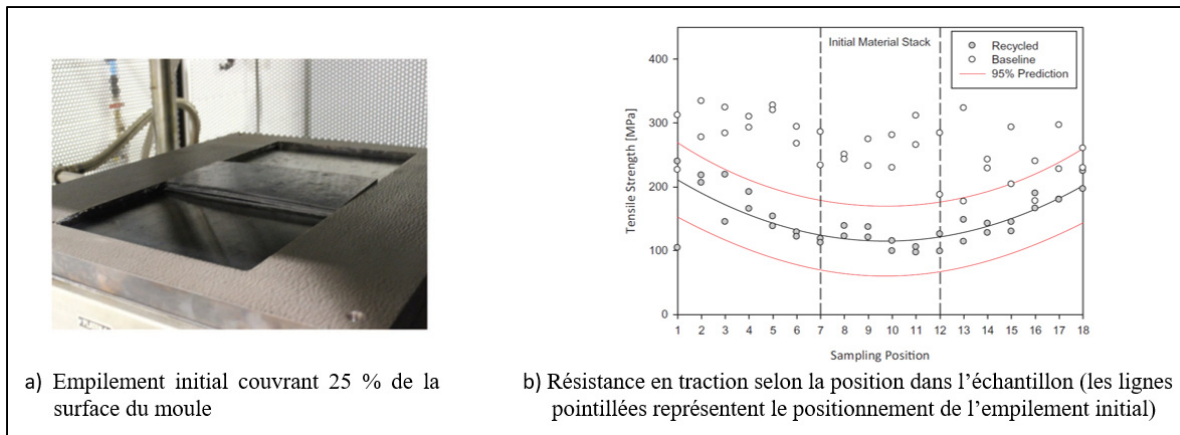 Initial Material Stack
Recycled
Baseline
95% Prediction
Tensile Strength [MPa]
400
300
200
100
0
1 2 3 4 5 6 7 8 9 10 11 12 13 14 15 16 17 18
Sampling Position
a) Empilement initial couvrant 25 % de la
surface du moule
b) Résistance en traction selon la position dans l’échantillon (les lignes
pointillées représentent le positionnement de l’empilement initial)